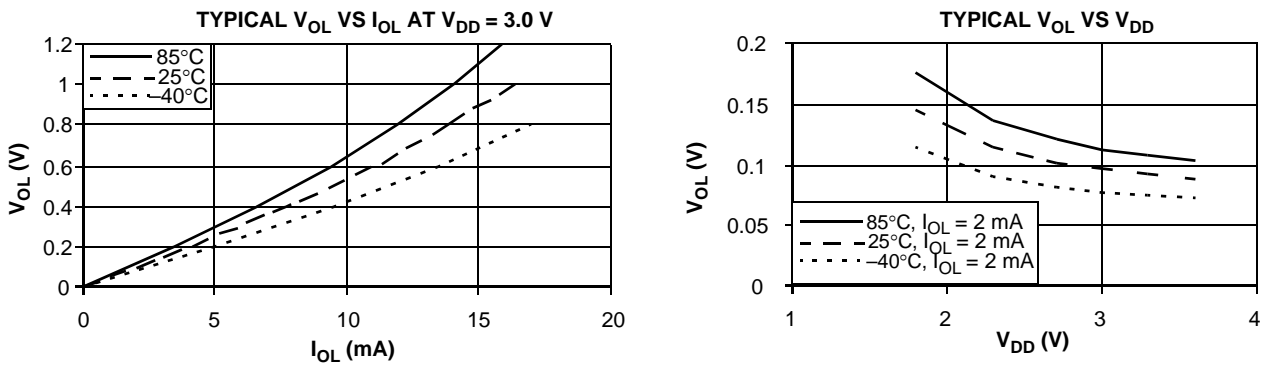 TYPICAL VOL VS IOL AT VDD = 3.0 V
1.2
1
0.8
0.6
0.4
0.2
0
VOL (V)
85°C
25°C
–40°C
0
5
10
15
20
IOL (mA)
TYPICAL VOL VS VDD
0.2
0.15
0.1
0.05
0
VOL (V)
85°C, IOL = 2 mA
25°C, IOL = 2 mA
–40°C, IOL = 2 mA
1
2
3
4
VDD (V)